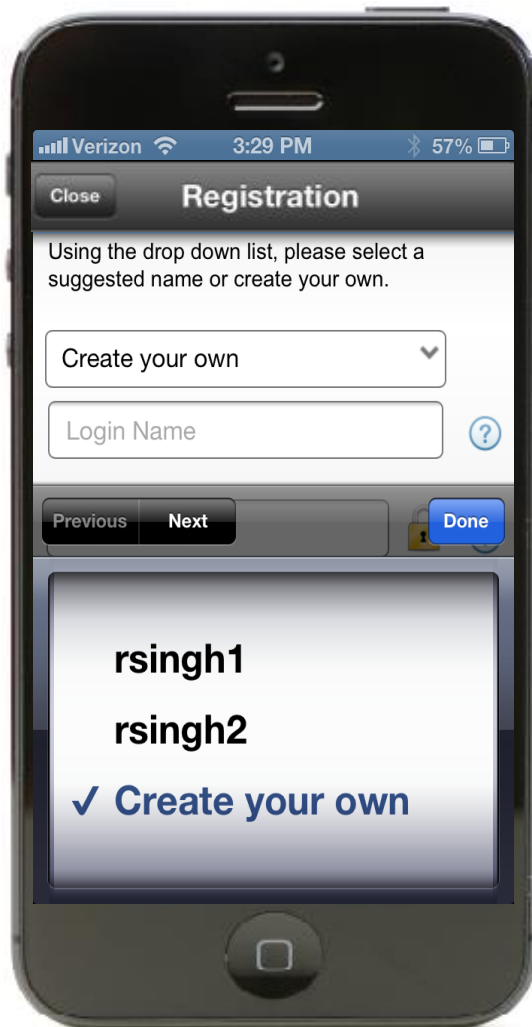 Verizon 3:29 PM 57%
Close Registration
Using the drop down list, please select a
suggested name or create your own.
Create your own
Login Name ?
Previous Next Done
rsingh1
rsingh2
✓ Create your own